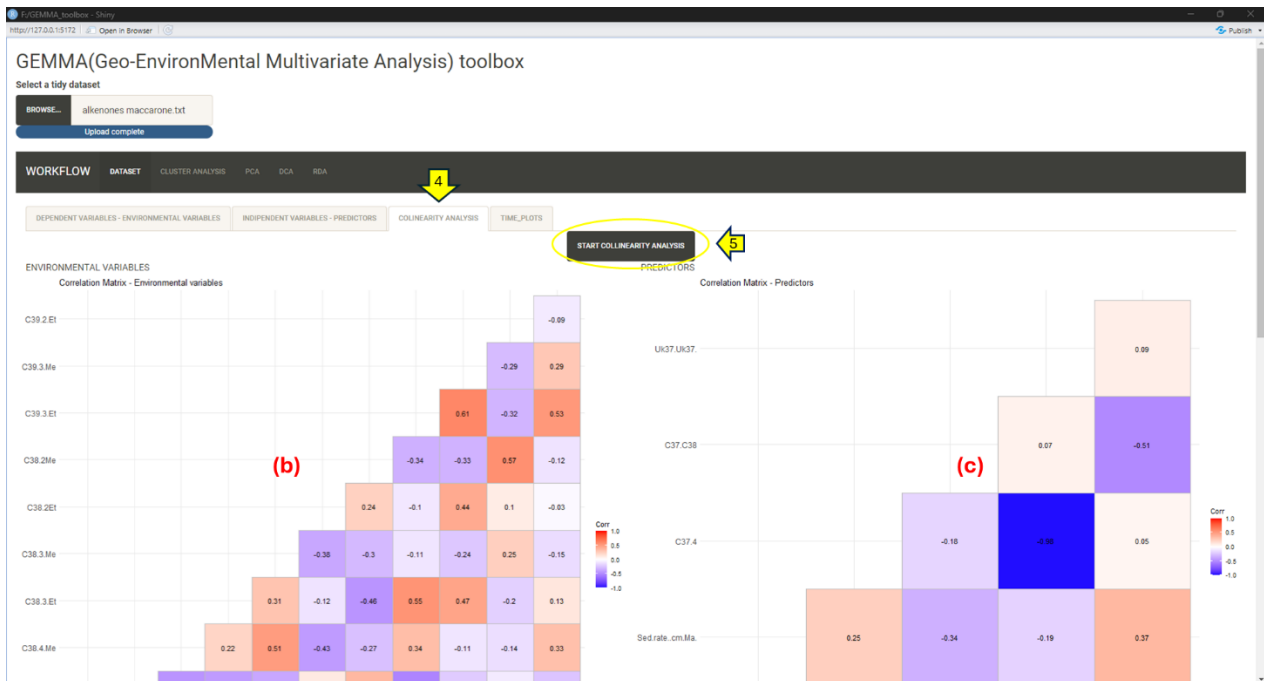 F:/GEMMA_toolbox - Shiny
http://127.0.0.1:5172 Open in Browser Publish
GEMMA(Geo-EnvironMental Multivariate Analysis) toolbox
Select a tidy dataset
BROWSE... alkenones maccarone.txt
Upload complete
WORKFLOW DATASET CLUSTER ANALYSIS PCA DCA RDA
4
DEPENDENT VARIABLES - ENVIRONMENTAL VARIABLES INDIPENDENT VARIABLES - PREDICTORS COLINEARITY ANALYSIS TIME_PLOTS
START COLLINEARITY ANALYSIS 5
ENVIRONMENTAL VARIABLES PREDICTORS
Correlation Matrix - Environmental variables
C39.2.Et -0.09
C39.3.Me -0.29 0.29
C39.3.Et 0.61 -0.32 0.53
C38.2Me -0.34 -0.33 0.57 -0.12
(b)
C38.2Et 0.24 -0.1 0.44 0.1 -0.03
C38.3.Me -0.38 -0.3 -0.11 -0.24 0.25 -0.15
C38.3.Et 0.31 -0.12 -0.46 0.55 0.47 -0.2 0.13
C38.4.Me 0.22 0.51 -0.43 -0.27 0.34 -0.11 -0.14 0.33
Corr
1.0
0.5
0.0
-0.5
-1.0
Correlation Matrix - Predictors
Uk37.Uk37. 0.09
C37.C38 0.07 -0.51
(c)
C37.4 -0.18 0.05
Sed.rate..cm.Ma. 0.25 -0.34 -0.19 0.37
Corr
1.0
0.5
0.0
-0.5
-1.0